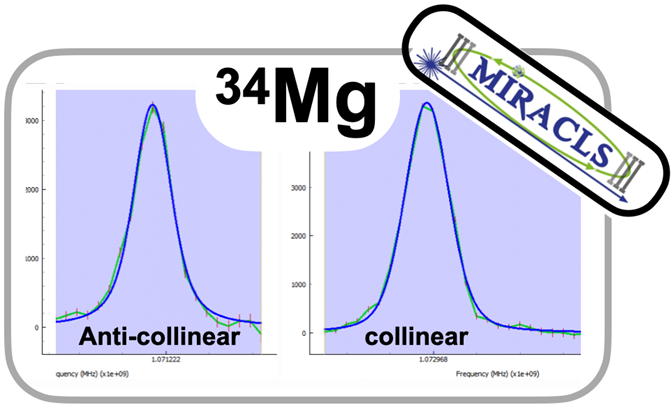 34Mg
MIRACLS
3000
2000
1000
0
Anti-collinear
1.071222
quency (MHz) (x1e+09)
3000
2000
1000
0
collinear
1.072968
Frequency (MHz) (x1e+09)